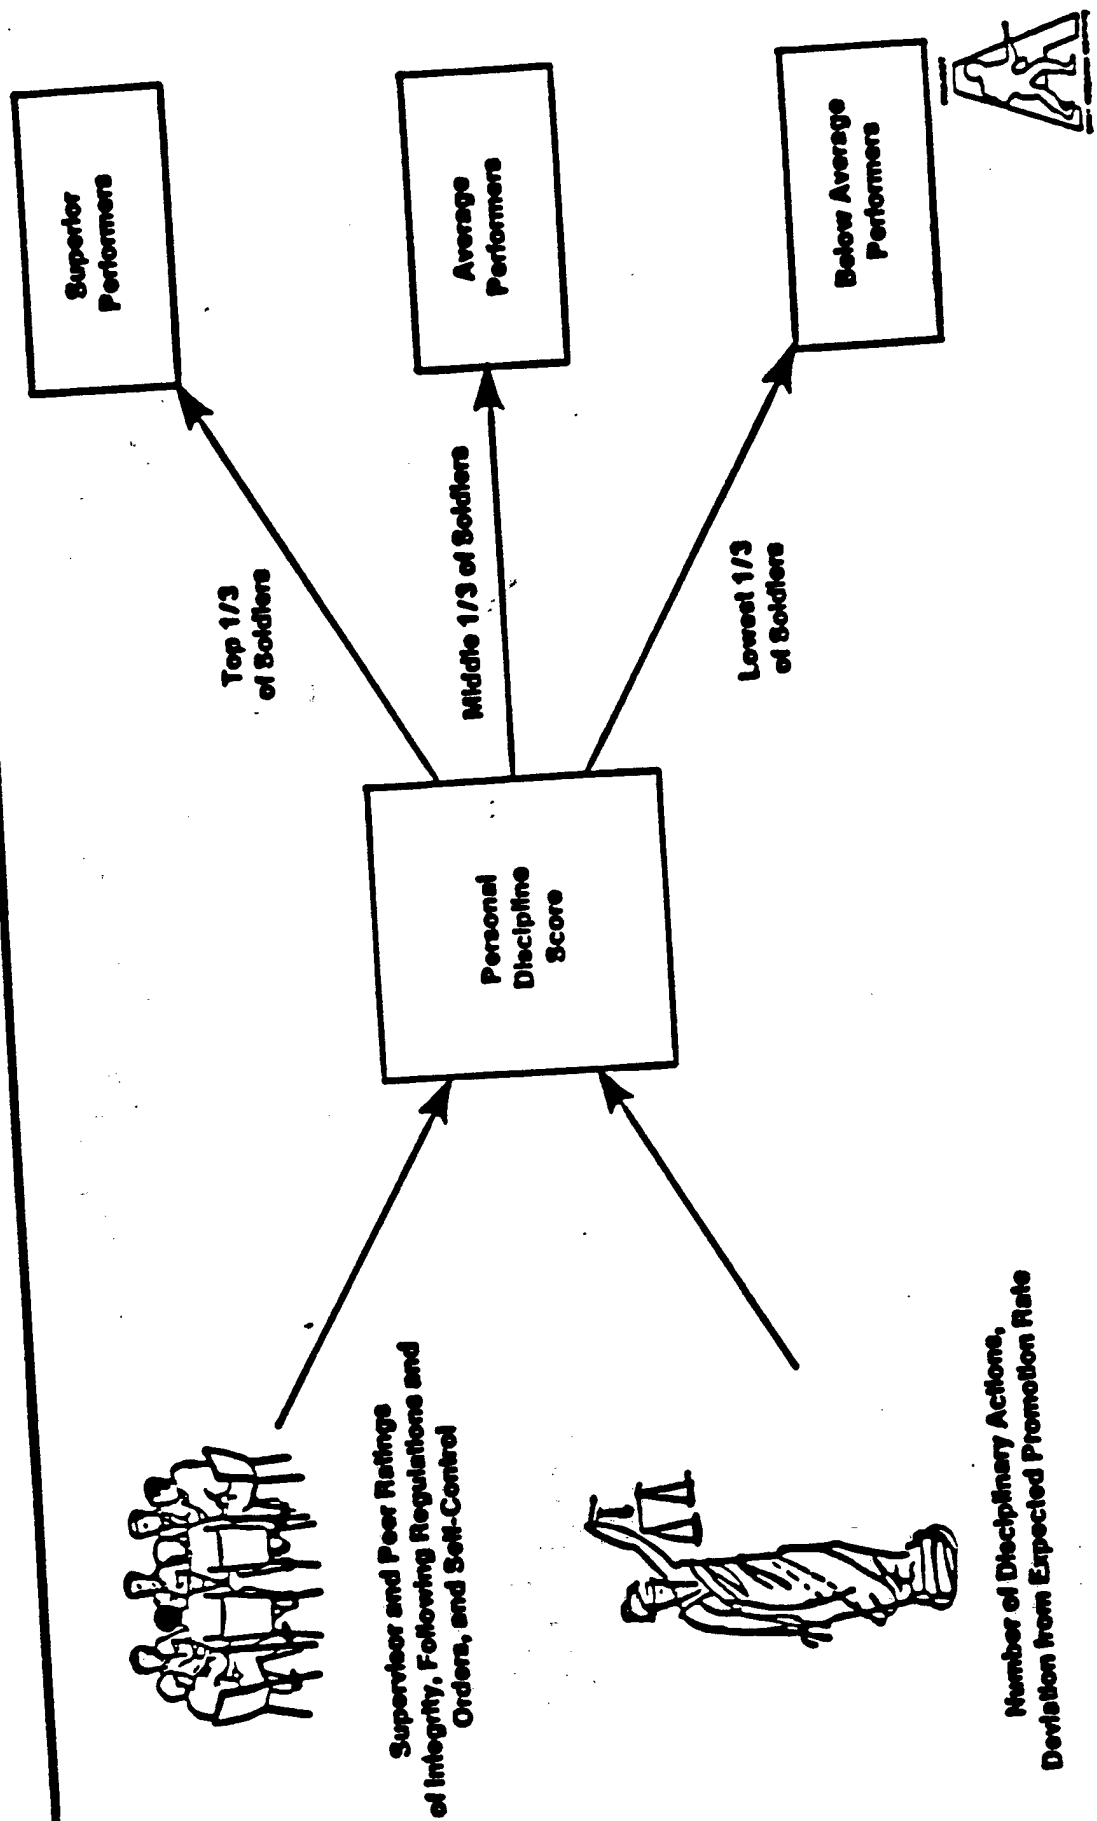 Supervisor and Peer Ratings
of Integrity, Following Regulations and
Orders, and Self-Control
Number of Disciplinary Actions,
Deviation from Expected Promotion Rate
Personal
Discipline
Score
Top 1/3
of Soldiers
Middle 1/3 of Soldiers
Lowest 1/3
of Soldiers
Superior
Performers
Average
Performers
Below Average
Performers